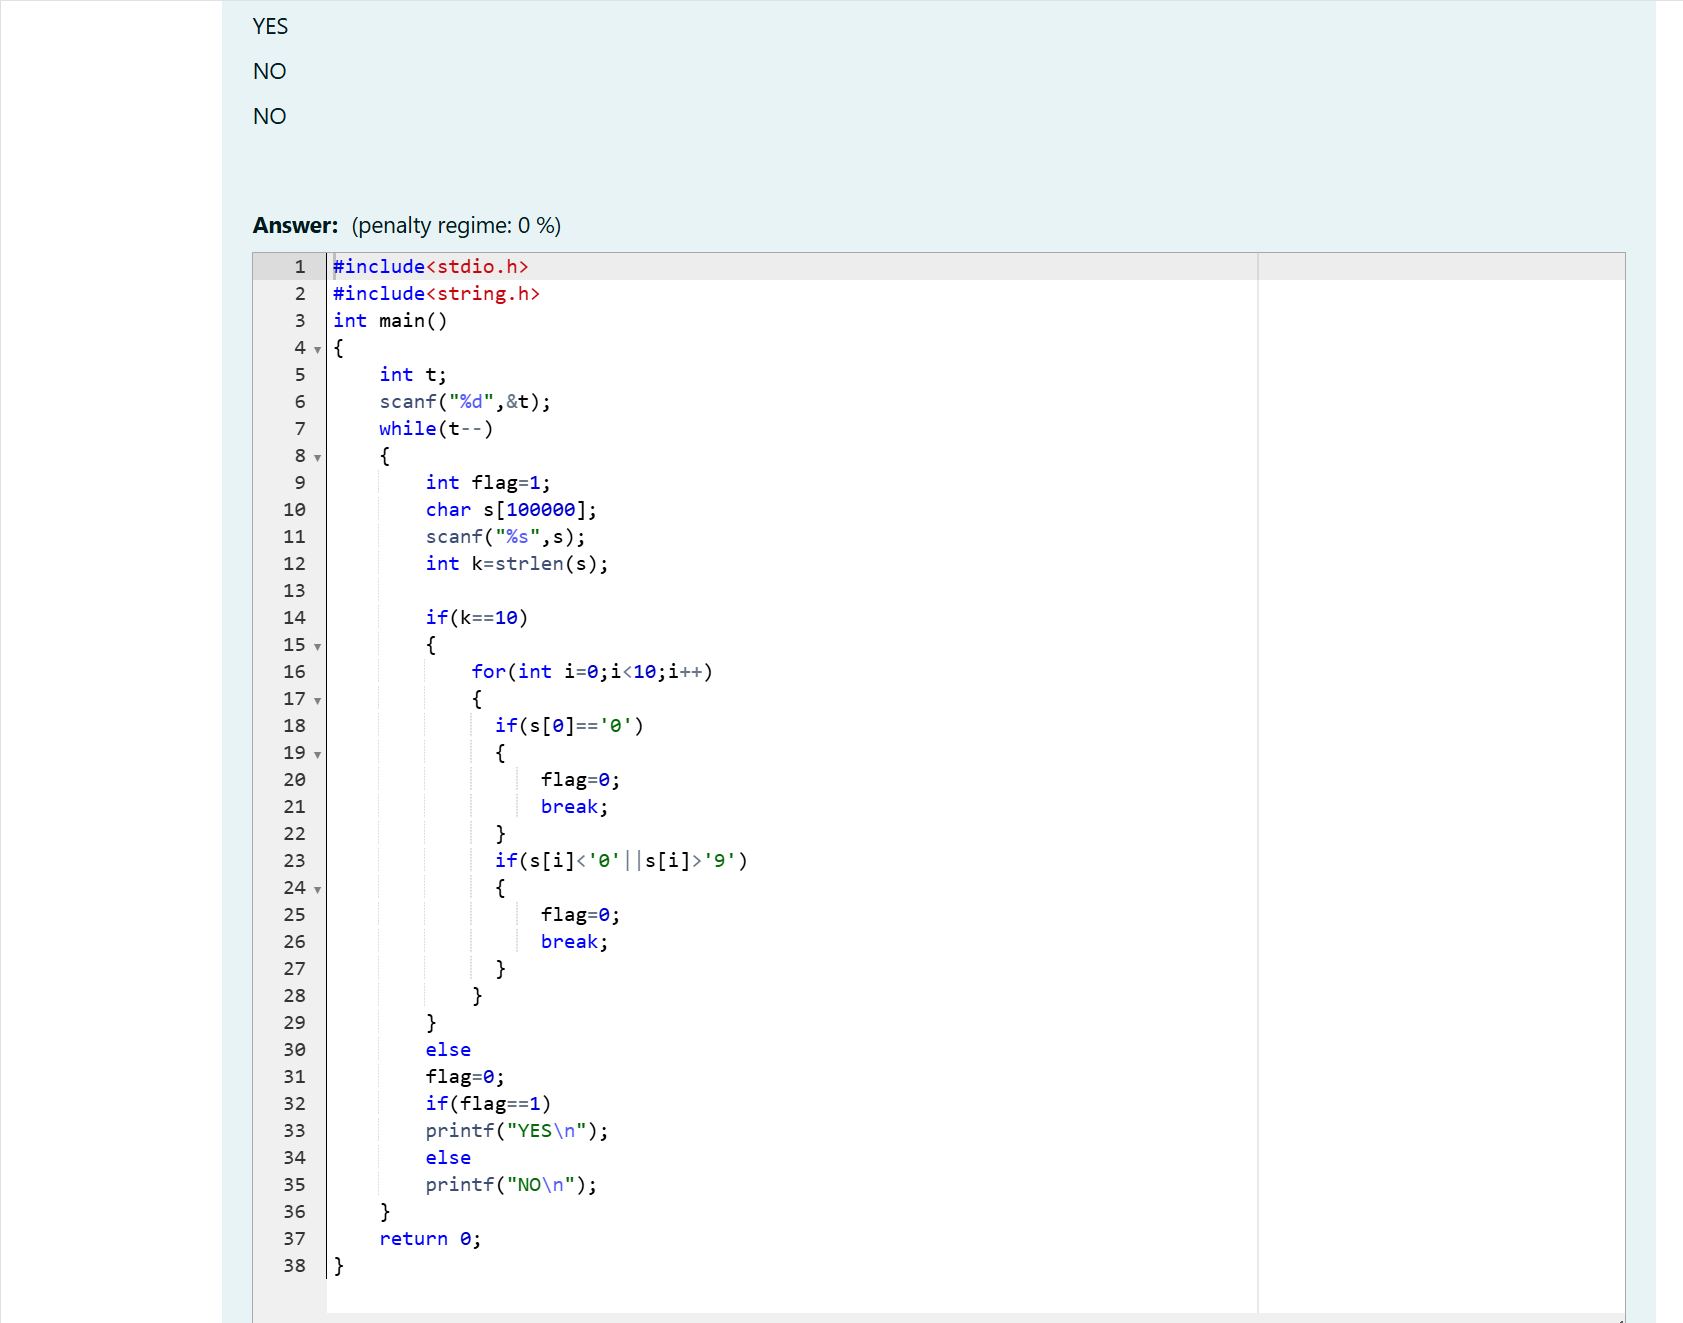 YES
NO
NO
Answer: (penalty regime: 0 %)
1 #include<stdio.h>
2 #include<string.h>
3 int main()
4 {
5     int t;
6     scanf("%d",&t);
7     while(t--)
8     {
9         int flag=1;
10         char s[100000];
11         scanf("%s",s);
12         int k=strlen(s);
13
14         if(k==10)
15         {
16             for(int i=0;i<10;i++)
17             {
18               if(s[0]=='0')
19               {
20                   flag=0;
21                   break;
22               }
23               if(s[i]<'0'||s[i]>'9')
24               {
25                   flag=0;
26                   break;
27               }
28             }
29         }
30         else
31         flag=0;
32         if(flag==1)
33         printf("YES\n");
34         else
35         printf("NO\n");
36     }
37     return 0;
38 }